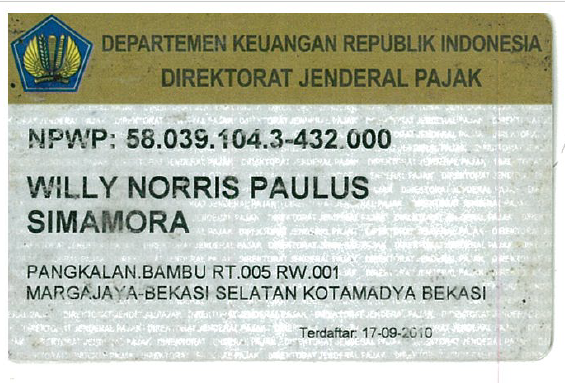 DEPARTEMEN KEUANGAN REPUBLIK INDONESIA
DIREKTORAT JENDERAL PAJAK
NPWP: 58.039.104.3-432.000
WILLY NORRIS PAULUS
SIMAMORA
PANGKALAN.BAMBU RT.005 RW.001
MARGAJAYA-BEKASI SELATAN KOTAMADYA BEKASI
Terdaftar: 17-09-2010